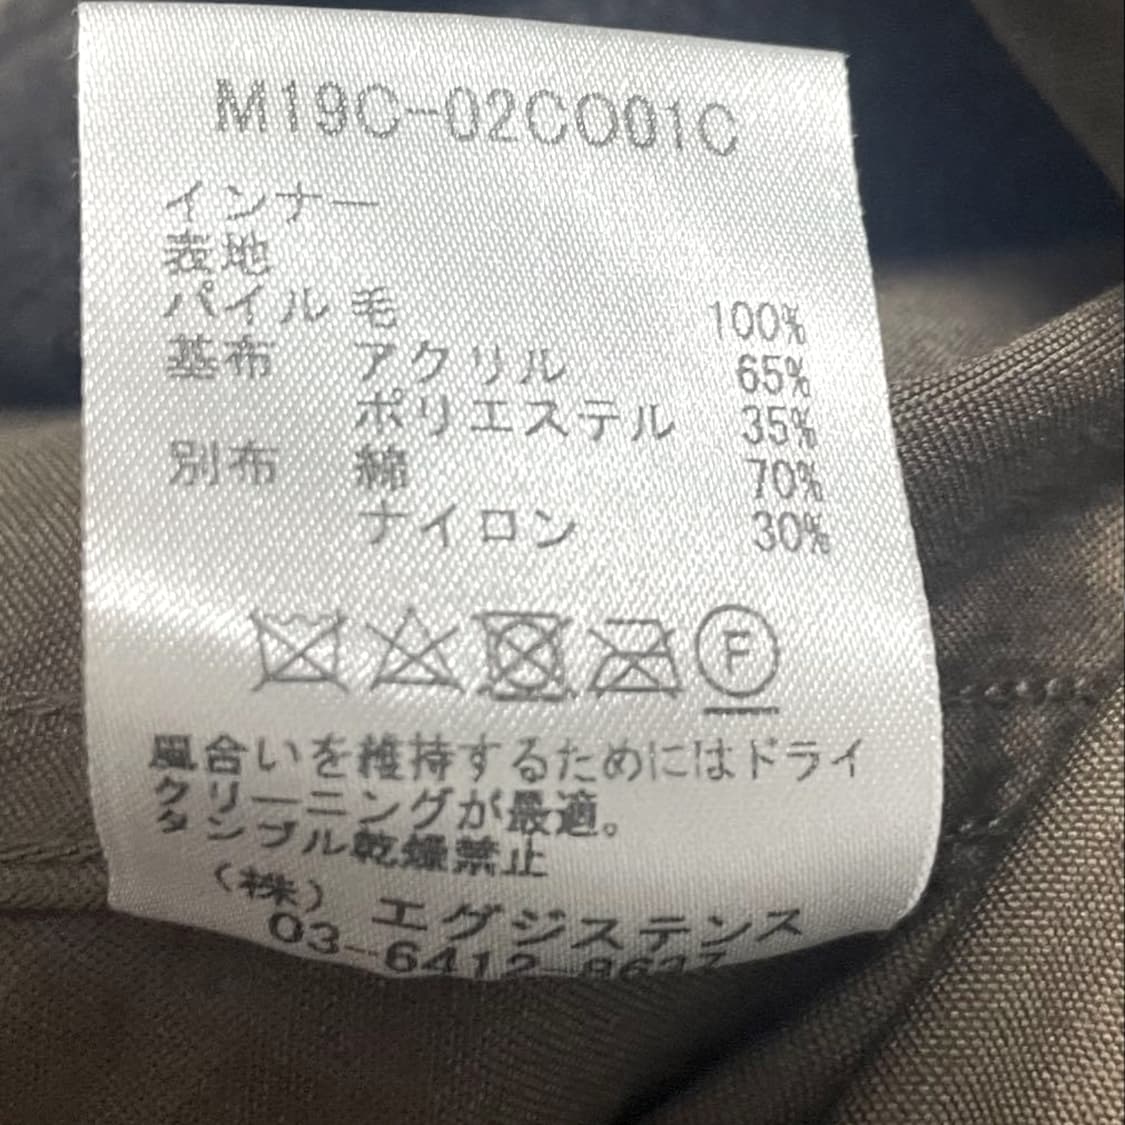 M19C-02CO01C
インナー
表地
パイル 毛 100%
基布 アクリル 65%
ポリエステル 35%
別布 綿 70%
ナイロン 30%
F
風合いを維持するためにはドライ
クリーニングが最適。
タンブル乾燥禁止
(株) エグジステンス
03-6412-